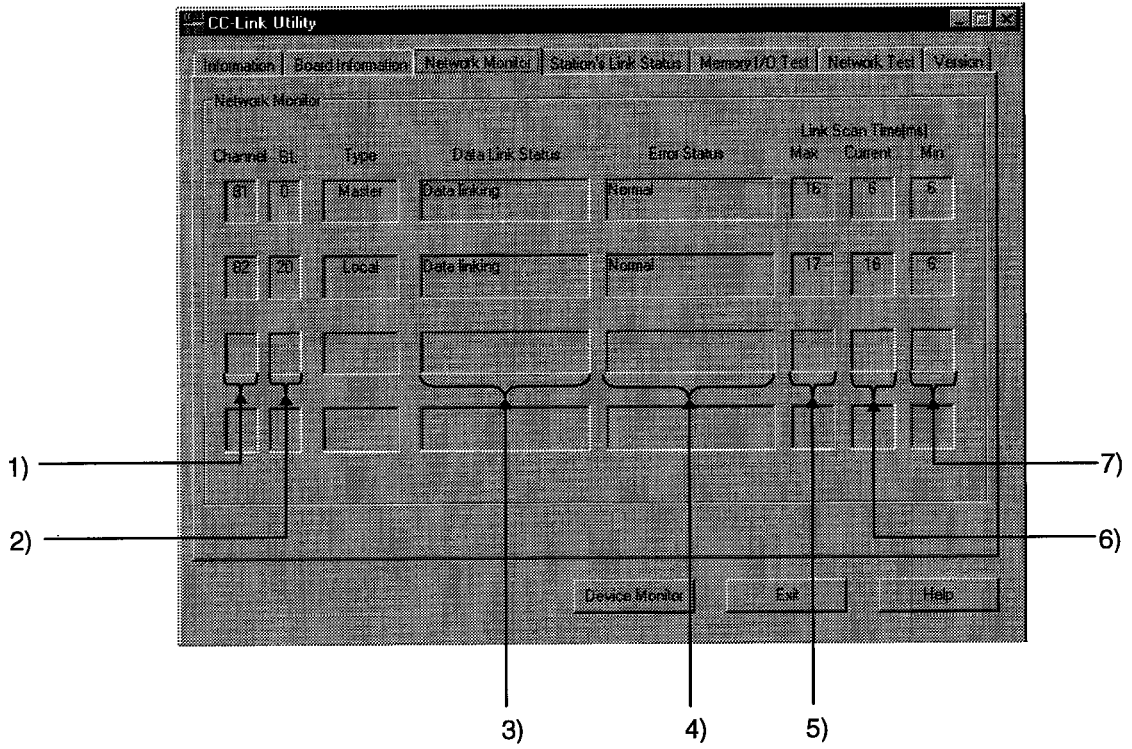 CC-Link Utility
Information Board Information Network Monitor Station's Link Status Memory I/O Test Network Test Version
Network Monitor
Link Scan Time[ms]
Channel St. Type Data Link Status Error Status Max Current Min
81 0 Master Data linking Normal 16 6 6
82 20 Local Data linking Normal 17 16 6
1)
7)
2)
6)
Device Monitor Exit Help
3) 4) 5)